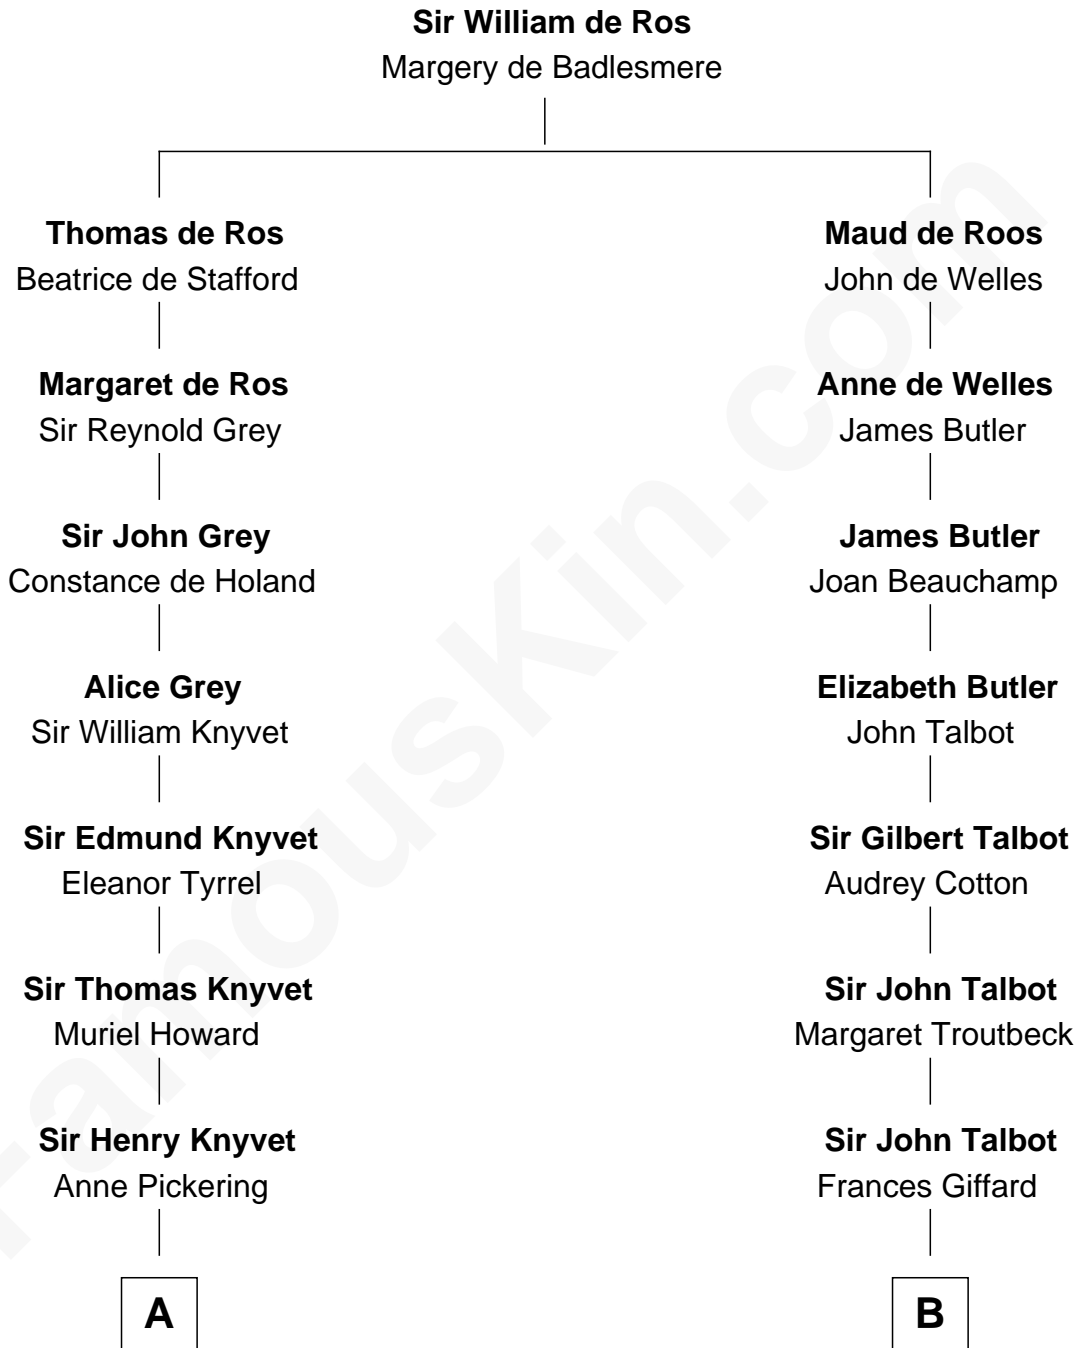 Sir William de Ros
Margery de Badlesmere
Thomas de Ros
Beatrice de Stafford
Maud de Roos
John de Welles
Margaret de Ros
Sir Reynold Grey
Anne de Welles
James Butler
Sir John Grey
Constance de Holand
James Butler
Joan Beauchamp
Alice Grey
Sir William Knyvet
Elizabeth Butler
John Talbot
Sir Edmund Knyvet
Eleanor Tyrrel
Sir Gilbert Talbot
Audrey Cotton
Sir Thomas Knyvet
Muriel Howard
Sir John Talbot
Margaret Troutbeck
Sir Henry Knyvet
Anne Pickering
Sir John Talbot
Frances Giffard
A
B
FamousKin.com